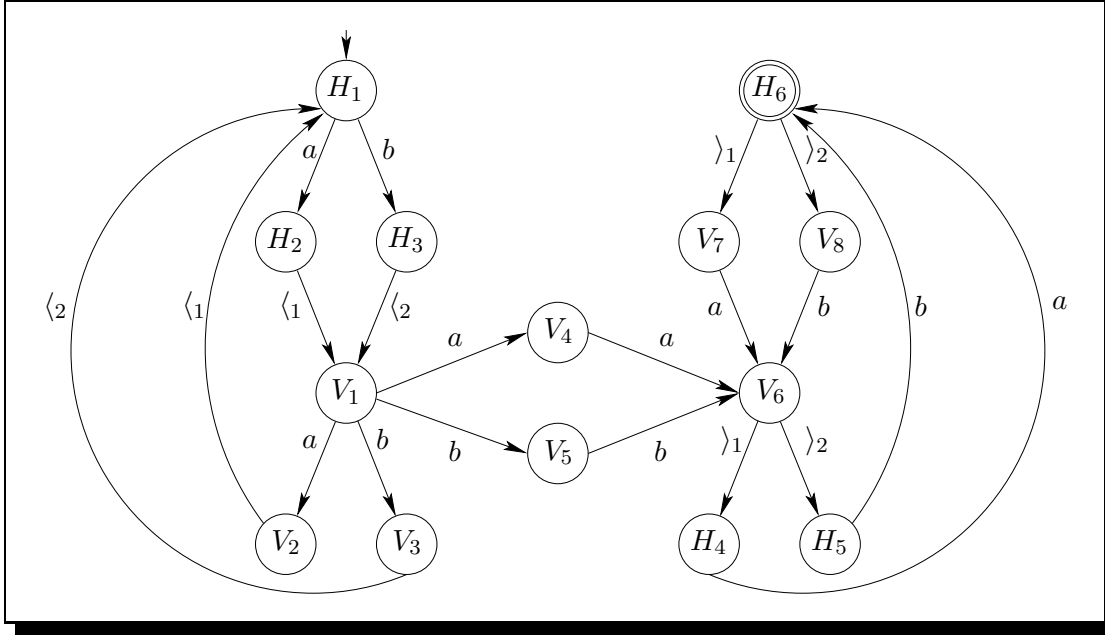 H₁ H₆
a b ⟩₁ ⟩₂
H₂ H₃ V₇ V₈
⟨₂ ⟨₁ ⟨₁ ⟨₂ a b b a
a V₄ a
V₁ V₆
b V₅ b
a b ⟩₁ ⟩₂
V₂ V₃ H₄ H₅